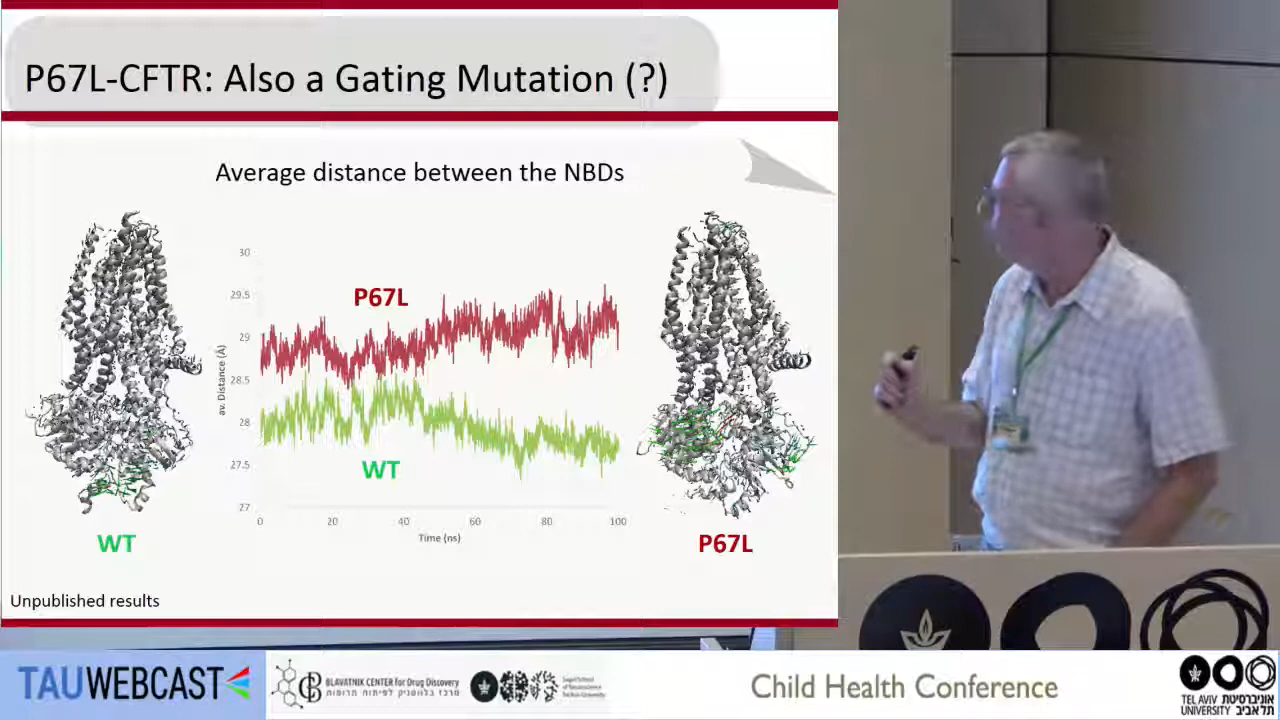 P67L-CFTR: Also a Gating Mutation (?)
Average distance between the NBDs
30
29.5
29
28.5
28
27.5
27
av. Distance (Å)
P67L
WT
0 20 40 60 80 100
Time (ns)
WT
P67L
Unpublished results
TAUWEBCAST
BLAVATNIK CENTER for Drug Discovery
מרכז בלווטניק לפיתוח תרופות
Child Health Conference
TEL AVIV אוניברסיטת
UNIVERSITY תל אביב